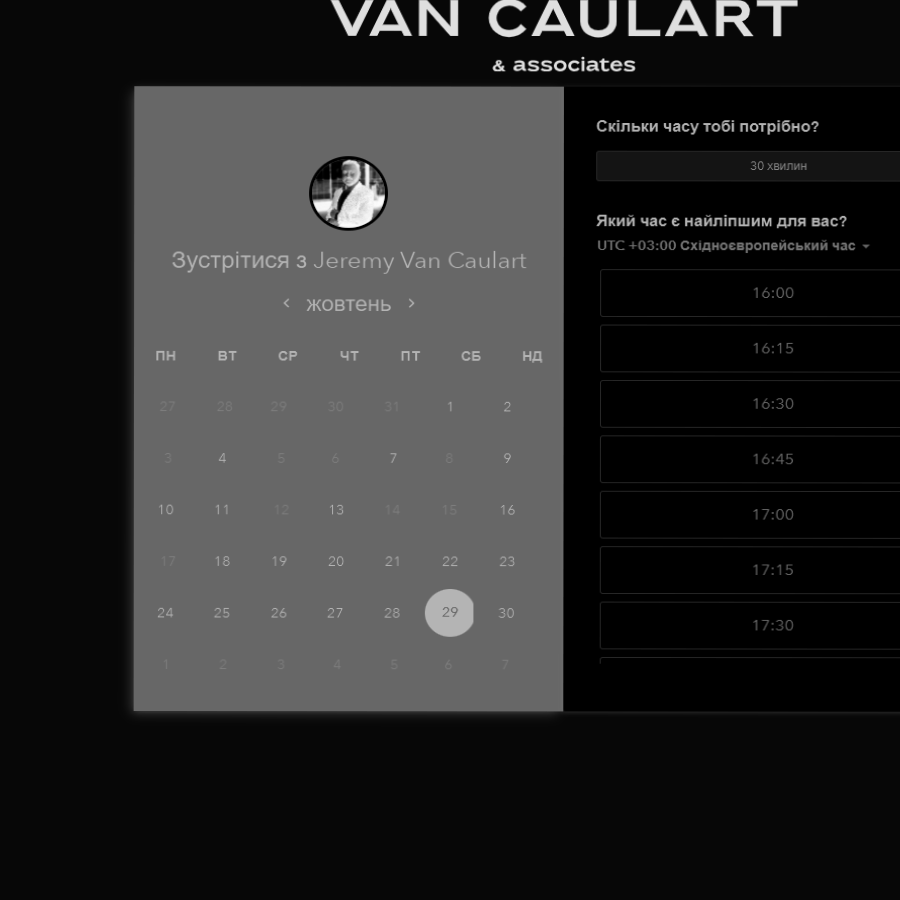 VAN CAULART
& associates
Зустрітися з Jeremy Van Caulart
жовтень
ПН ВТ СР ЧТ ПТ СБ НД
27 28 29 30 31 1 2
3 4 5 6 7 8 9
10 11 12 13 14 15 16
17 18 19 20 21 22 23
24 25 26 27 28 29 30
1 2 3 4 5 6 7
Скільки часу тобі потрібно?
30 хвилин
Який час є найліпшим для вас?
UTC +03:00 Східноєвропейський час
16:00
16:15
16:30
16:45
17:00
17:15
17:30